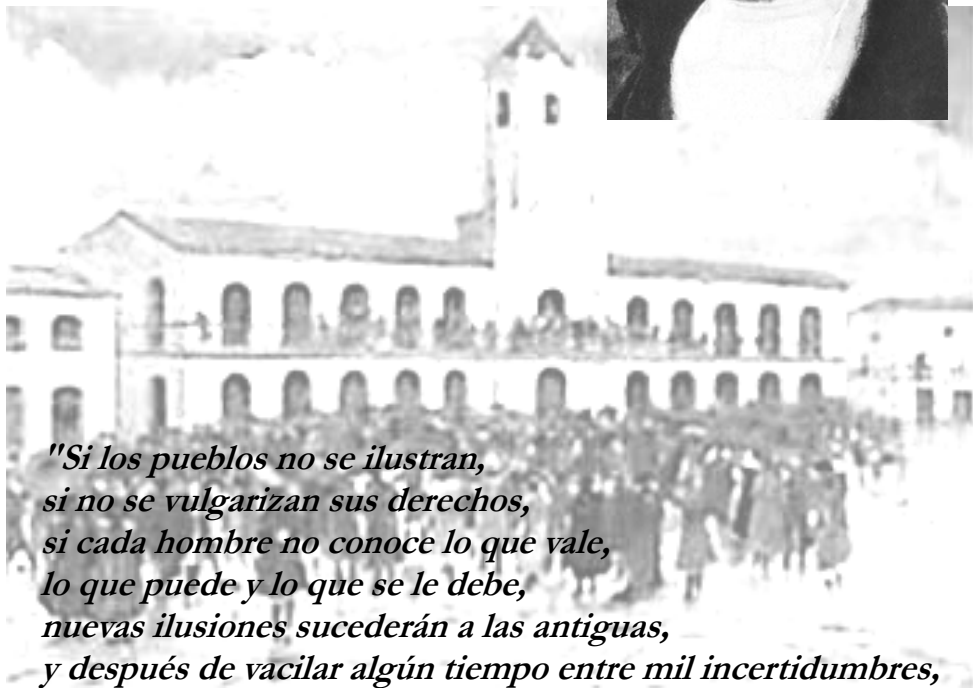 "Si los pueblos no se ilustran,
si no se vulgarizan sus derechos,
si cada hombre no conoce lo que vale,
lo que puede y lo que se le debe,
nuevas ilusiones sucederán a las antiguas,
y después de vacilar algún tiempo entre mil incertidumbres,